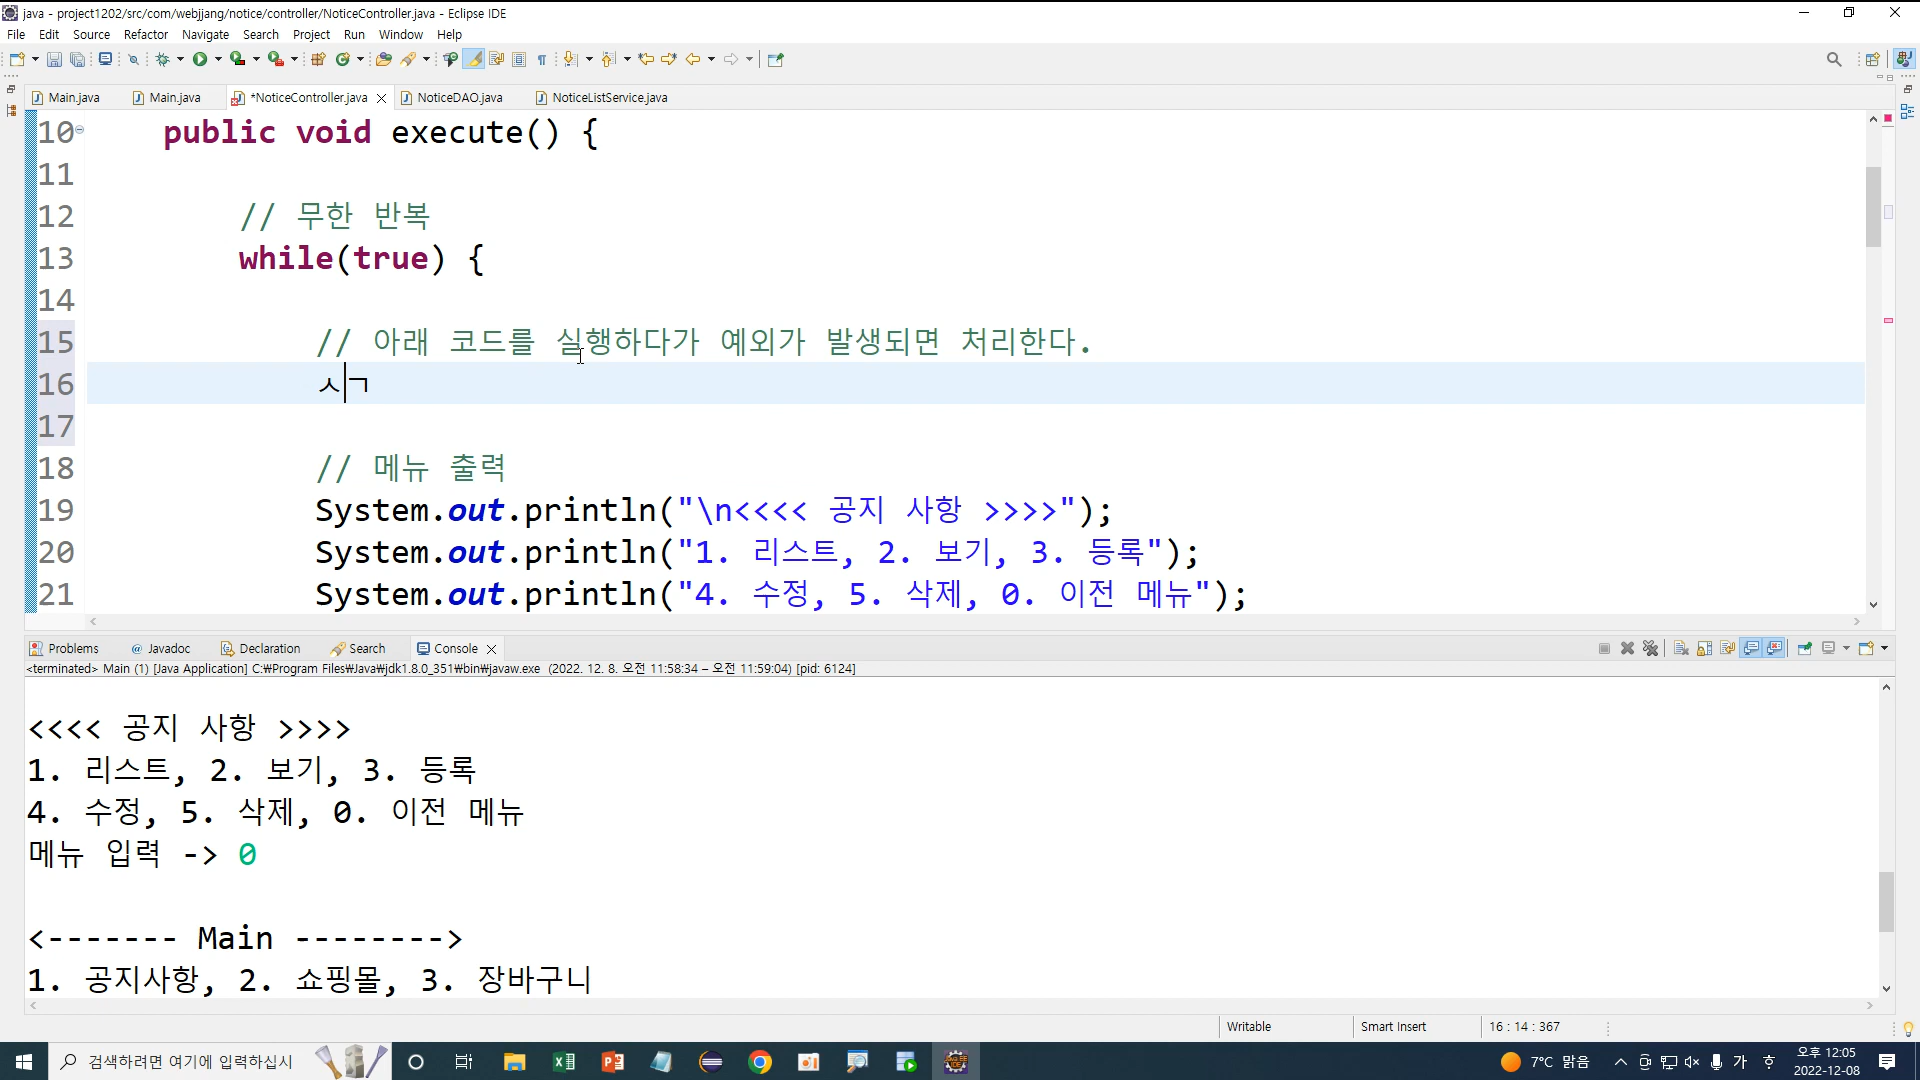 java - project1202/src/com/webjjang/notice/controller/NoticeController.java - Eclipse IDE
File Edit Source Refactor Navigate Search Project Run Window Help
Main.java Main.java *NoticeController.java NoticeDAO.java NoticeListService.java
10 public void execute() {
11
12 // 무한 반복
13 while(true) {
14
15 // 아래 코드를 실행하다가 예외가 발생되면 처리한다.
16 ㅅㄱ
17
18 // 메뉴 출력
19 System.out.println("\n<<<< 공지 사항 >>>>");
20 System.out.println("1. 리스트, 2. 보기, 3. 등록");
21 System.out.println("4. 수정, 5. 삭제, 0. 이전 메뉴");
Problems @ Javadoc Declaration Search Console
<terminated> Main (1) [Java Application] C:₩Program Files₩Java₩jdk1.8.0_351₩bin₩javaw.exe (2022. 12. 8. 오전 11:58:34 – 오전 11:59:04) [pid: 6124]
<<<< 공지 사항 >>>>
1. 리스트, 2. 보기, 3. 등록
4. 수정, 5. 삭제, 0. 이전 메뉴
메뉴 입력 -> 0
<------- Main -------->
1. 공지사항, 2. 쇼핑몰, 3. 장바구니
Writable Smart Insert 16 : 14 : 367
검색하려면 여기에 입력하십시 7°C 맑음 가 ㅎ 오후 12:05
2022-12-08